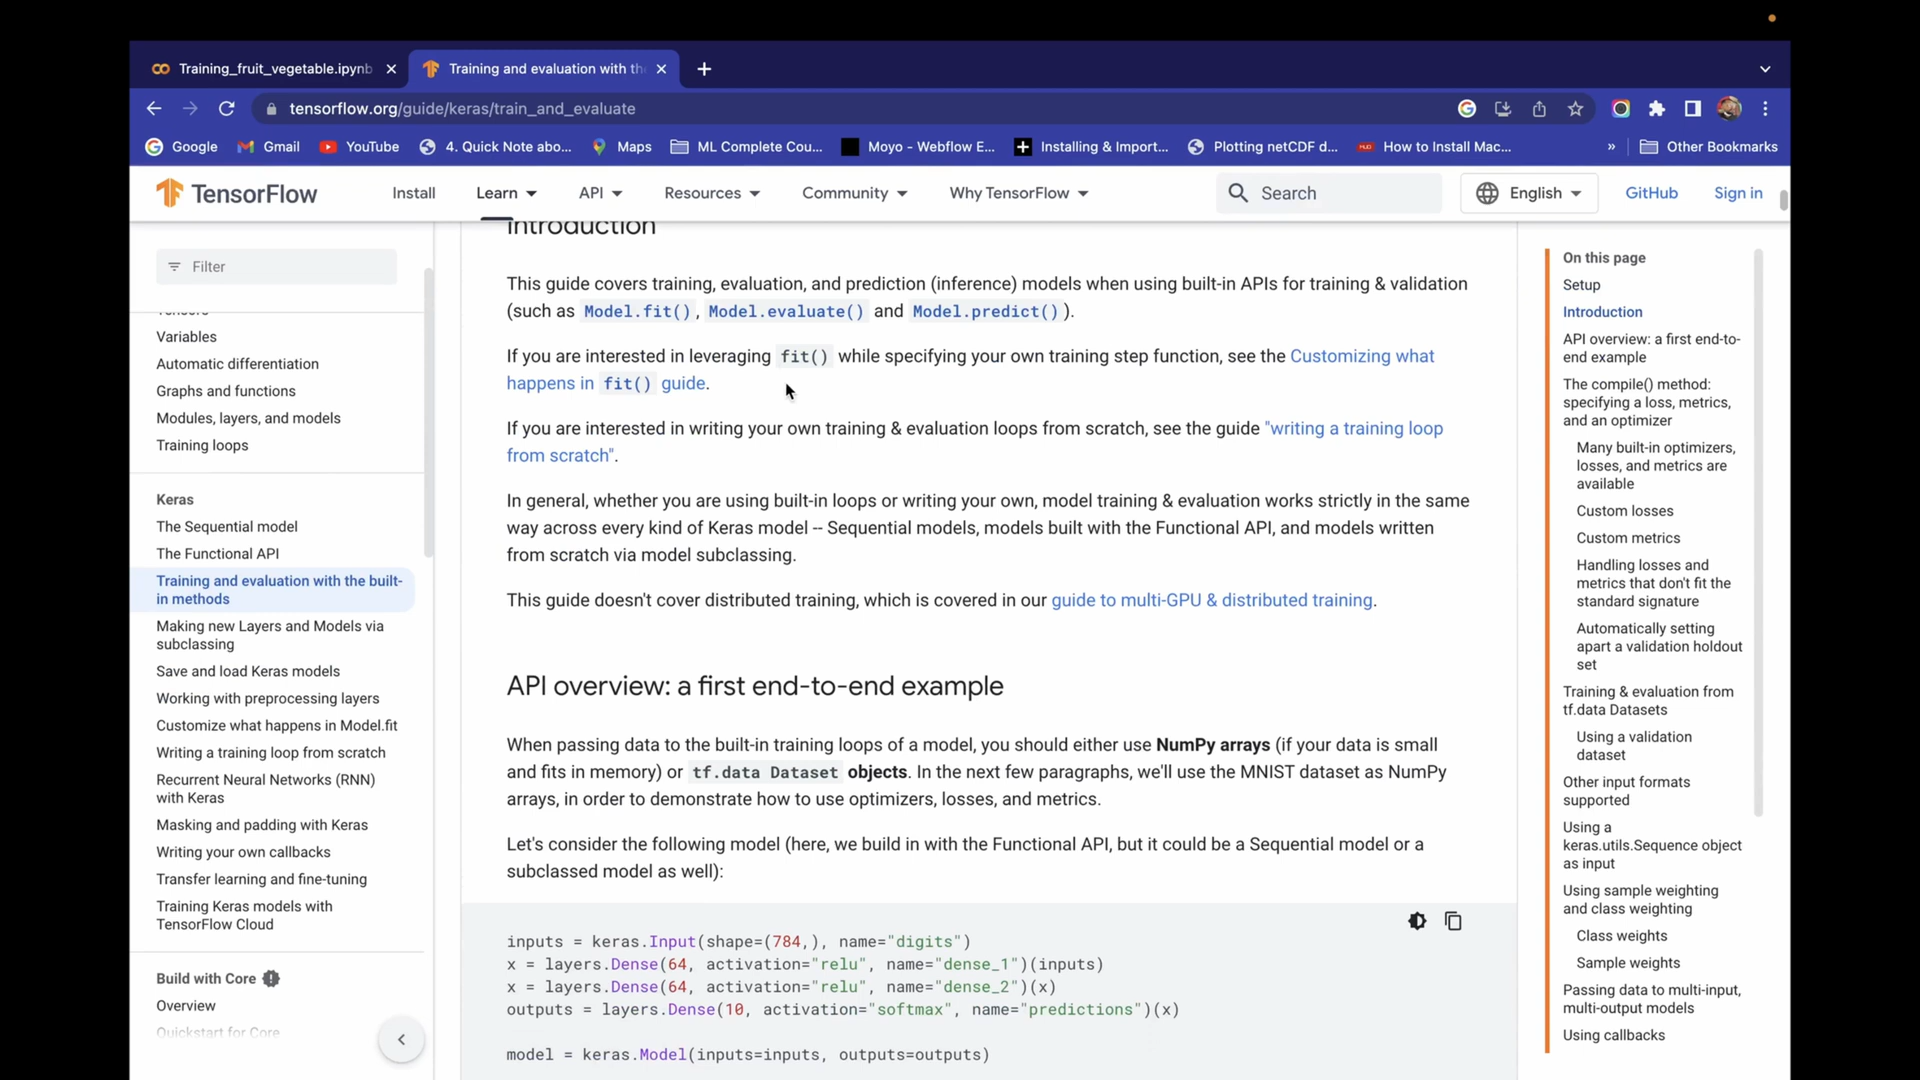 Training_fruit_vegetable.ipynb
Training and evaluation with th
tensorflow.org/guide/keras/train_and_evaluate
Google
Gmail
YouTube
4. Quick Note abo...
Maps
ML Complete Cou...
Moyo - Webflow E...
Installing & Import...
Plotting netCDF d...
How to Install Mac...
»
Other Bookmarks
TensorFlow
Install
Learn
API
Resources
Community
Why TensorFlow
Search
English
GitHub
Sign in
Filter
Tensors
Variables
Automatic differentiation
Graphs and functions
Modules, layers, and models
Training loops
Keras
The Sequential model
The Functional API
Training and evaluation with the built-
in methods
Making new Layers and Models via
subclassing
Save and load Keras models
Working with preprocessing layers
Customize what happens in Model.fit
Writing a training loop from scratch
Recurrent Neural Networks (RNN)
with Keras
Masking and padding with Keras
Writing your own callbacks
Transfer learning and fine-tuning
Training Keras models with
TensorFlow Cloud
Build with Core
Overview
Quickstart for Core
Introduction
This guide covers training, evaluation, and prediction (inference) models when using built-in APIs for training & validation
(such as Model.fit(), Model.evaluate() and Model.predict()).
If you are interested in leveraging fit() while specifying your own training step function, see the Customizing what
happens in fit() guide.
If you are interested in writing your own training & evaluation loops from scratch, see the guide "writing a training loop
from scratch".
In general, whether you are using built-in loops or writing your own, model training & evaluation works strictly in the same
way across every kind of Keras model -- Sequential models, models built with the Functional API, and models written
from scratch via model subclassing.
This guide doesn't cover distributed training, which is covered in our guide to multi-GPU & distributed training.
API overview: a first end-to-end example
When passing data to the built-in training loops of a model, you should either use NumPy arrays (if your data is small
and fits in memory) or tf.data Dataset objects. In the next few paragraphs, we'll use the MNIST dataset as NumPy
arrays, in order to demonstrate how to use optimizers, losses, and metrics.
Let's consider the following model (here, we build in with the Functional API, but it could be a Sequential model or a
subclassed model as well):
inputs = keras.Input(shape=(784,), name="digits")
x = layers.Dense(64, activation="relu", name="dense_1")(inputs)
x = layers.Dense(64, activation="relu", name="dense_2")(x)
outputs = layers.Dense(10, activation="softmax", name="predictions")(x)
model = keras.Model(inputs=inputs, outputs=outputs)
On this page
Setup
Introduction
API overview: a first end-to-
end example
The compile() method:
specifying a loss, metrics,
and an optimizer
Many built-in optimizers,
losses, and metrics are
available
Custom losses
Custom metrics
Handling losses and
metrics that don't fit the
standard signature
Automatically setting
apart a validation holdout
set
Training & evaluation from
tf.data Datasets
Using a validation
dataset
Other input formats
supported
Using a
keras.utils.Sequence object
as input
Using sample weighting
and class weighting
Class weights
Sample weights
Passing data to multi-input,
multi-output models
Using callbacks